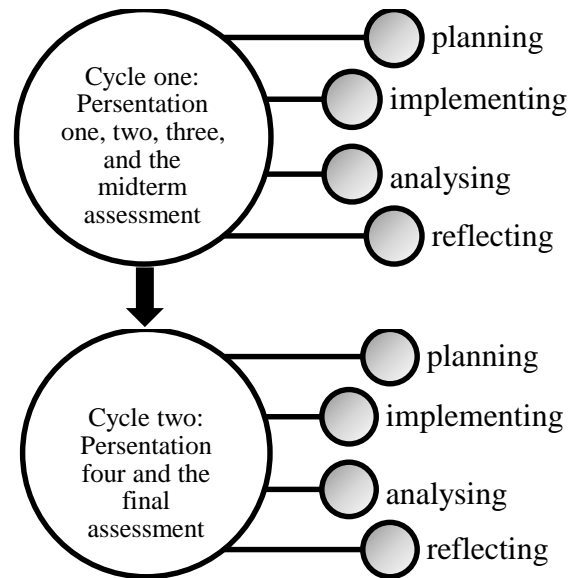 Cycle one:
Persentation
one, two, three,
and the
midterm
assessment
planning
implementing
analysing
reflecting
Cycle two:
Persentation
four and the
final
assessment
planning
implementing
analysing
reflecting